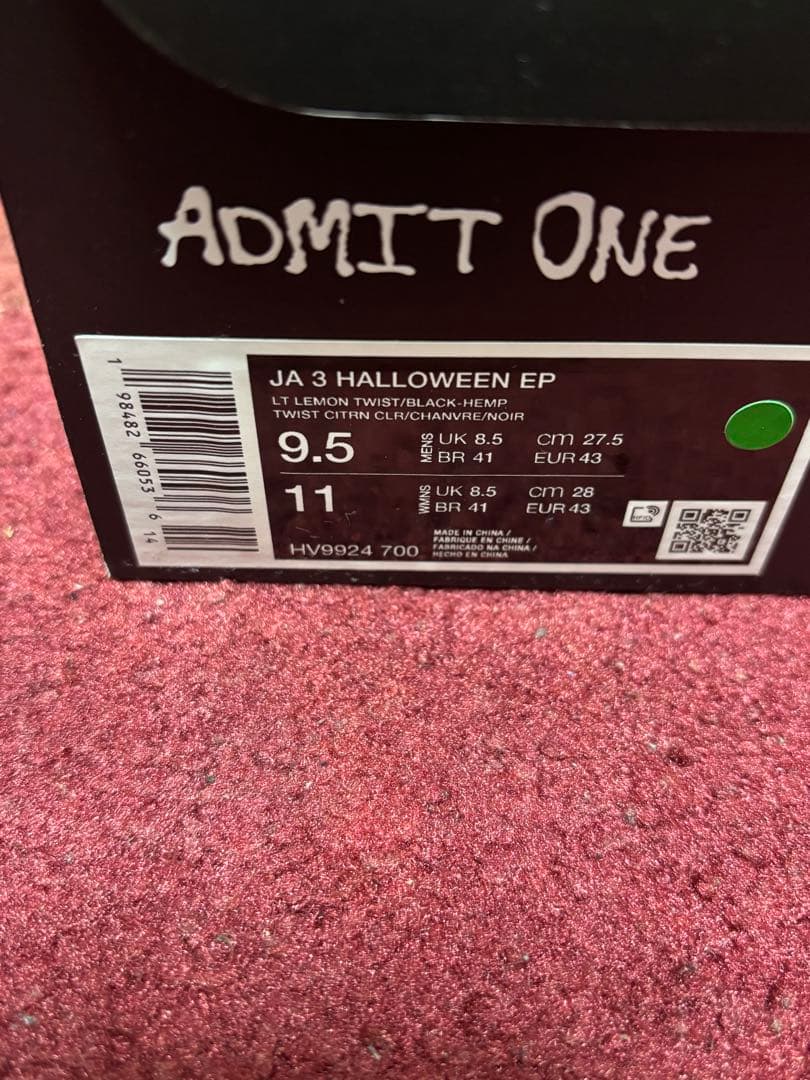 ADMIT ONE
JA 3 HALLOWEEN EP
LT LEMON TWIST/BLACK-HEMP
TWIST CITRN CLR/CHANVRE/NOIR
9.5 MENS UK 8.5 cm 27.5
BR 41 EUR 43
11 WMNS UK 8.5 cm 28
BR 41 EUR 43
HV9924 700
MADE IN CHINA /
FABRIQUE EN CHINE /
FABRICADO NA CHINA /
HECHO EN CHINA
1 98482 66053 6 14